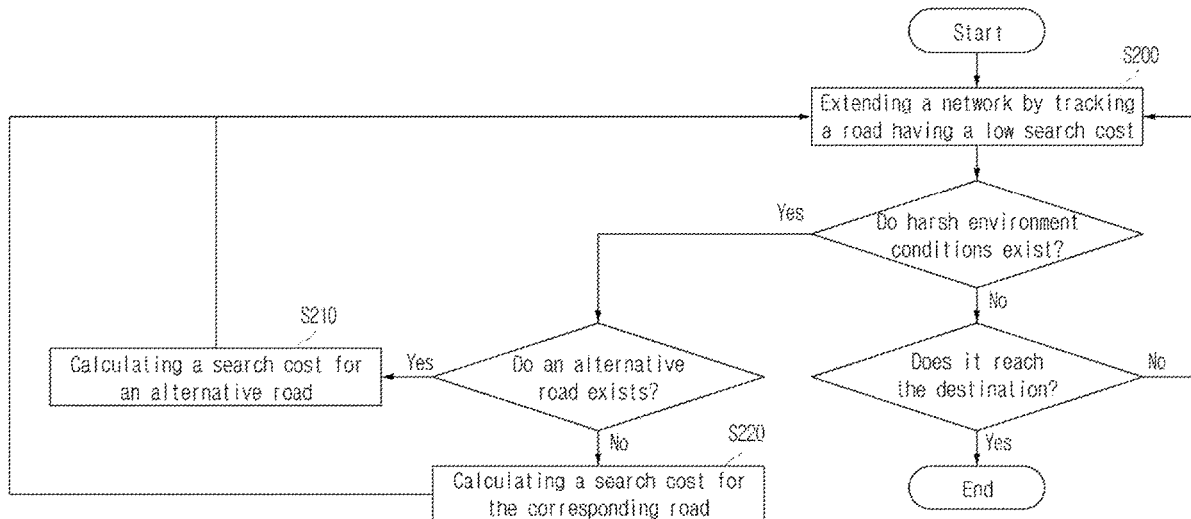 Start
S200
Extending a network by tracking
a road having a low search cost
Yes
Do harsh environment
conditions exist?
No
S210
Calculating a search cost for
an alternative road
Yes
Do an alternative
road exists?
Does it reach
the destination?
No
No
S220
Yes
Calculating a search cost for
the corresponding road
End